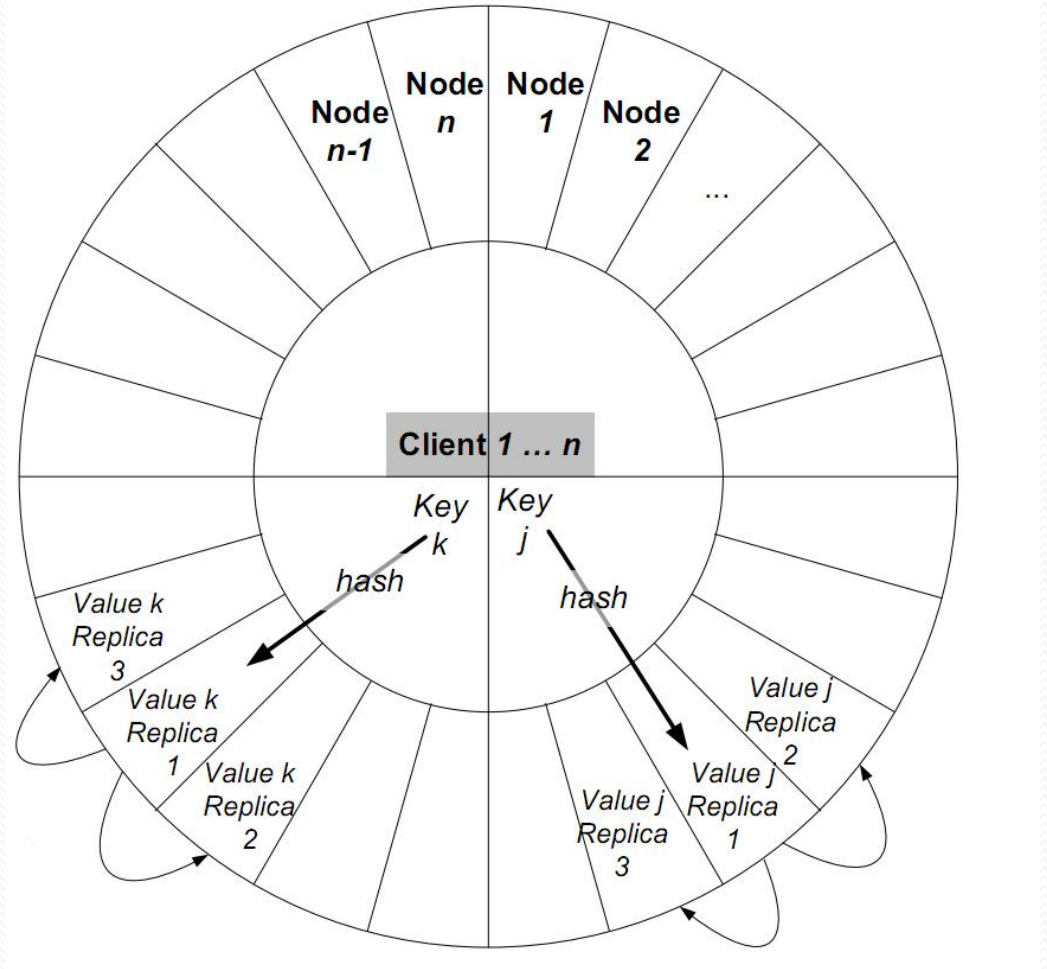 Node
n-1
Node
n
Node
1
Node
2
...
Client 1 ... n
Key
k
hash
Key
j
hash
Value k
Replica
3
Value k
Replica
1
Value k
Replica
2
Value j
Replica
3
Value j
Replica
1
Value j
Replica
2